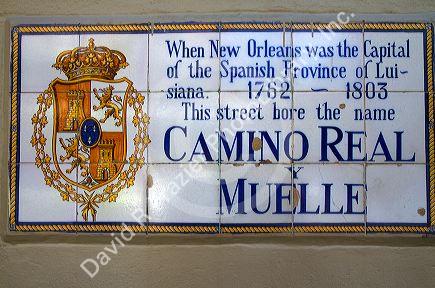 When New Orleans was the Capital
of the Spanish Province of Lui-
siana. 1762 ~ 1803
This street bore the name
CAMINO REAL
Y
MUELLE